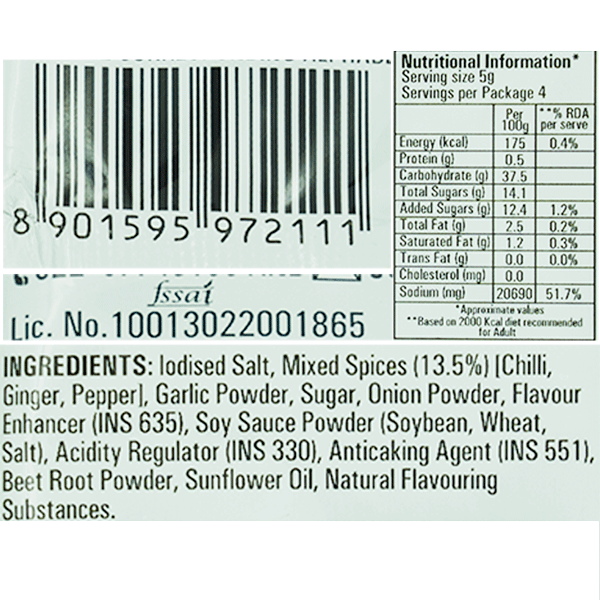 8 901595 972111
fssai
Lic. No.10013022001865
Nutritional Information*
Serving size 5g
Servings per Package 4
Per 100g **% RDA per serve
Energy (kcal) 175 0.4%
Protein (g) 0.5
Carbohydrate (g) 37.5
Total Sugars (g) 14.1
Added Sugars (g) 12.4 1.2%
Total Fat (g) 2.5 0.2%
Saturated Fat (g) 1.2 0.3%
Trans Fat (g) 0.0 0.0%
Cholesterol (mg) 0.0
Sodium (mg) 20690 51.7%
*Approximate values
**Based on 2000 Kcal diet recommended
for Adult
INGREDIENTS: Iodised Salt, Mixed Spices (13.5%) [Chilli,
Ginger, Pepper], Garlic Powder, Sugar, Onion Powder, Flavour
Enhancer (INS 635), Soy Sauce Powder (Soybean, Wheat,
Salt), Acidity Regulator (INS 330), Anticaking Agent (INS 551),
Beet Root Powder, Sunflower Oil, Natural Flavouring
Substances.